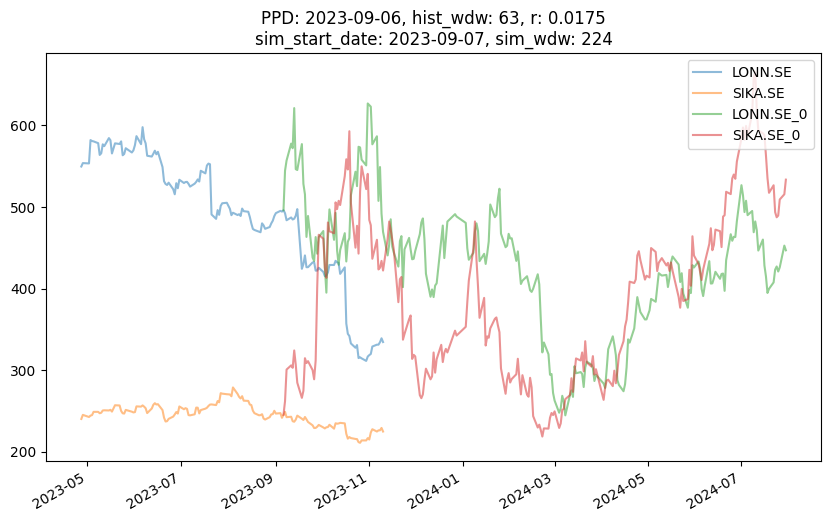 PPD: 2023-09-06, hist_wdw: 63, r: 0.0175
sim_start_date: 2023-09-07, sim_wdw: 224
LONN.SE
SIKA.SE
LONN.SE_0
SIKA.SE_0
600
500
400
300
200
2023-05
2023-07
2023-09
2023-11
2024-01
2024-03
2024-05
2024-07